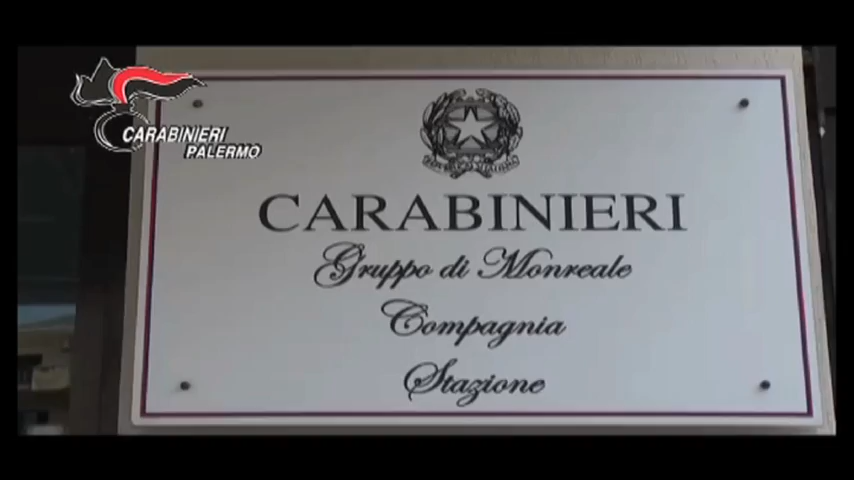 CARABINIERI
PALERMO
CARABINIERI
Gruppo di Monreale
Compagnia
Stazione